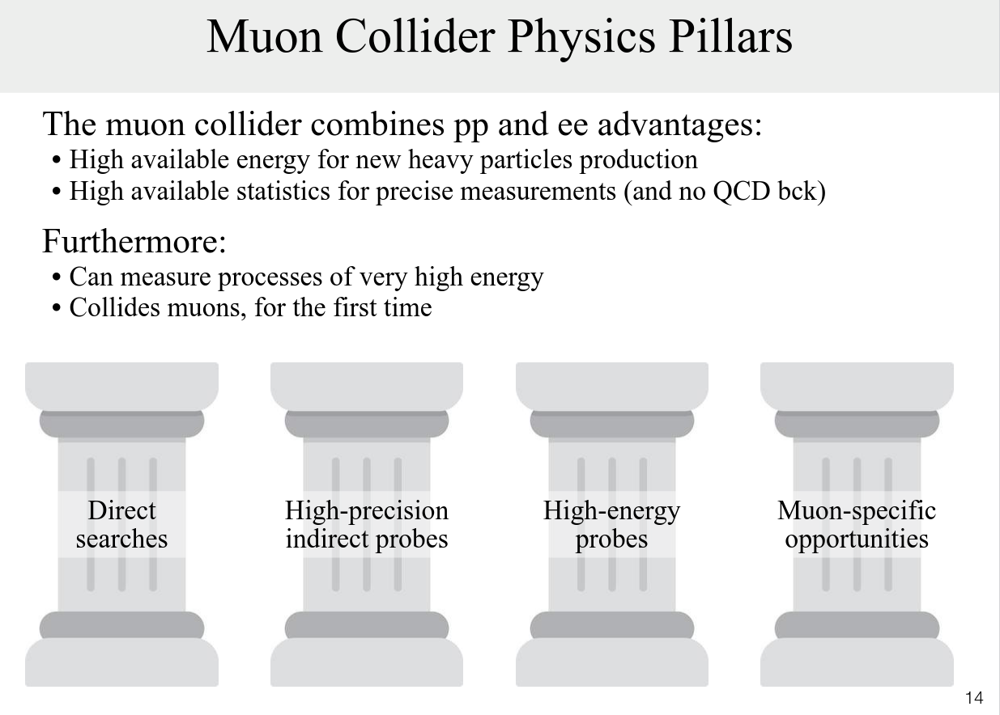 Muon Collider Physics Pillars
The muon collider combines pp and ee advantages:
• High available energy for new heavy particles production
• High available statistics for precise measurements (and no QCD bck)
Furthermore:
• Can measure processes of very high energy
• Collides muons, for the first time
Direct
searches
High-precision
indirect probes
High-energy
probes
Muon-specific
opportunities
14